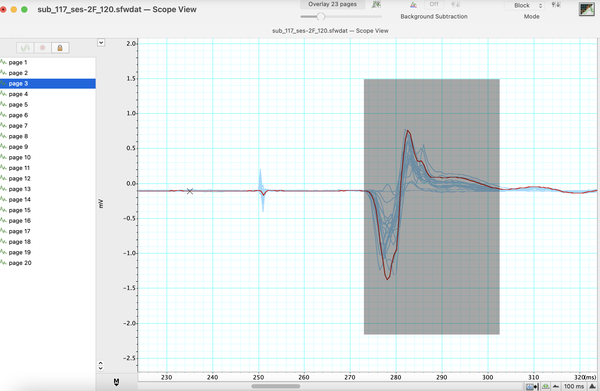 sub_117_ses-2F_120.sfwdat — Scope View
Overlay 23 pages
Off
Block
Background Subtraction
Mode
sub_117_ses-2F_120.sfwdat — Scope View
page 1
page 2
page 3
page 4
page 5
page 6
page 7
page 8
page 9
page 10
page 11
page 12
page 13
page 14
page 15
page 16
page 17
page 18
page 19
page 20
2.0
1.5
1.0
0.5
0.0
-0.5
-1.0
-1.5
-2.0
-2.5
mV
230
240
250
260
270
280
290
300
310
320 (ms)
100 ms